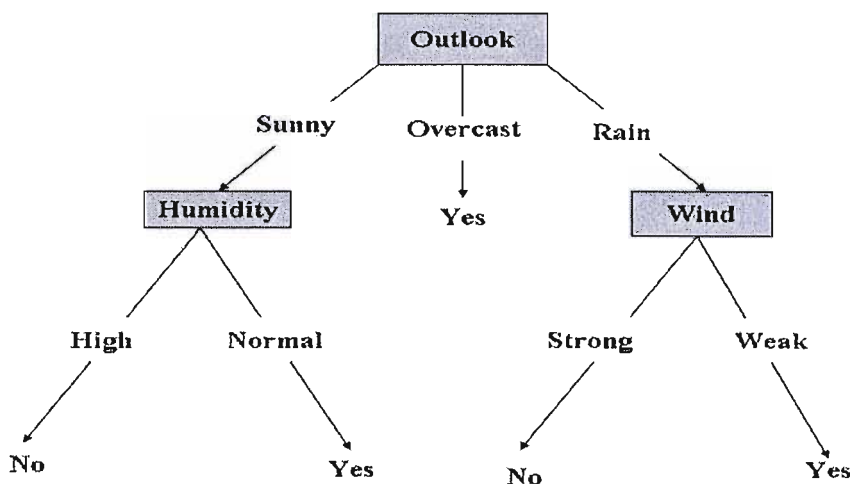 Outlook
Sunny Overcast Rain
Humidity Yes Wind
High Normal Strong Weak
No Yes No Yes